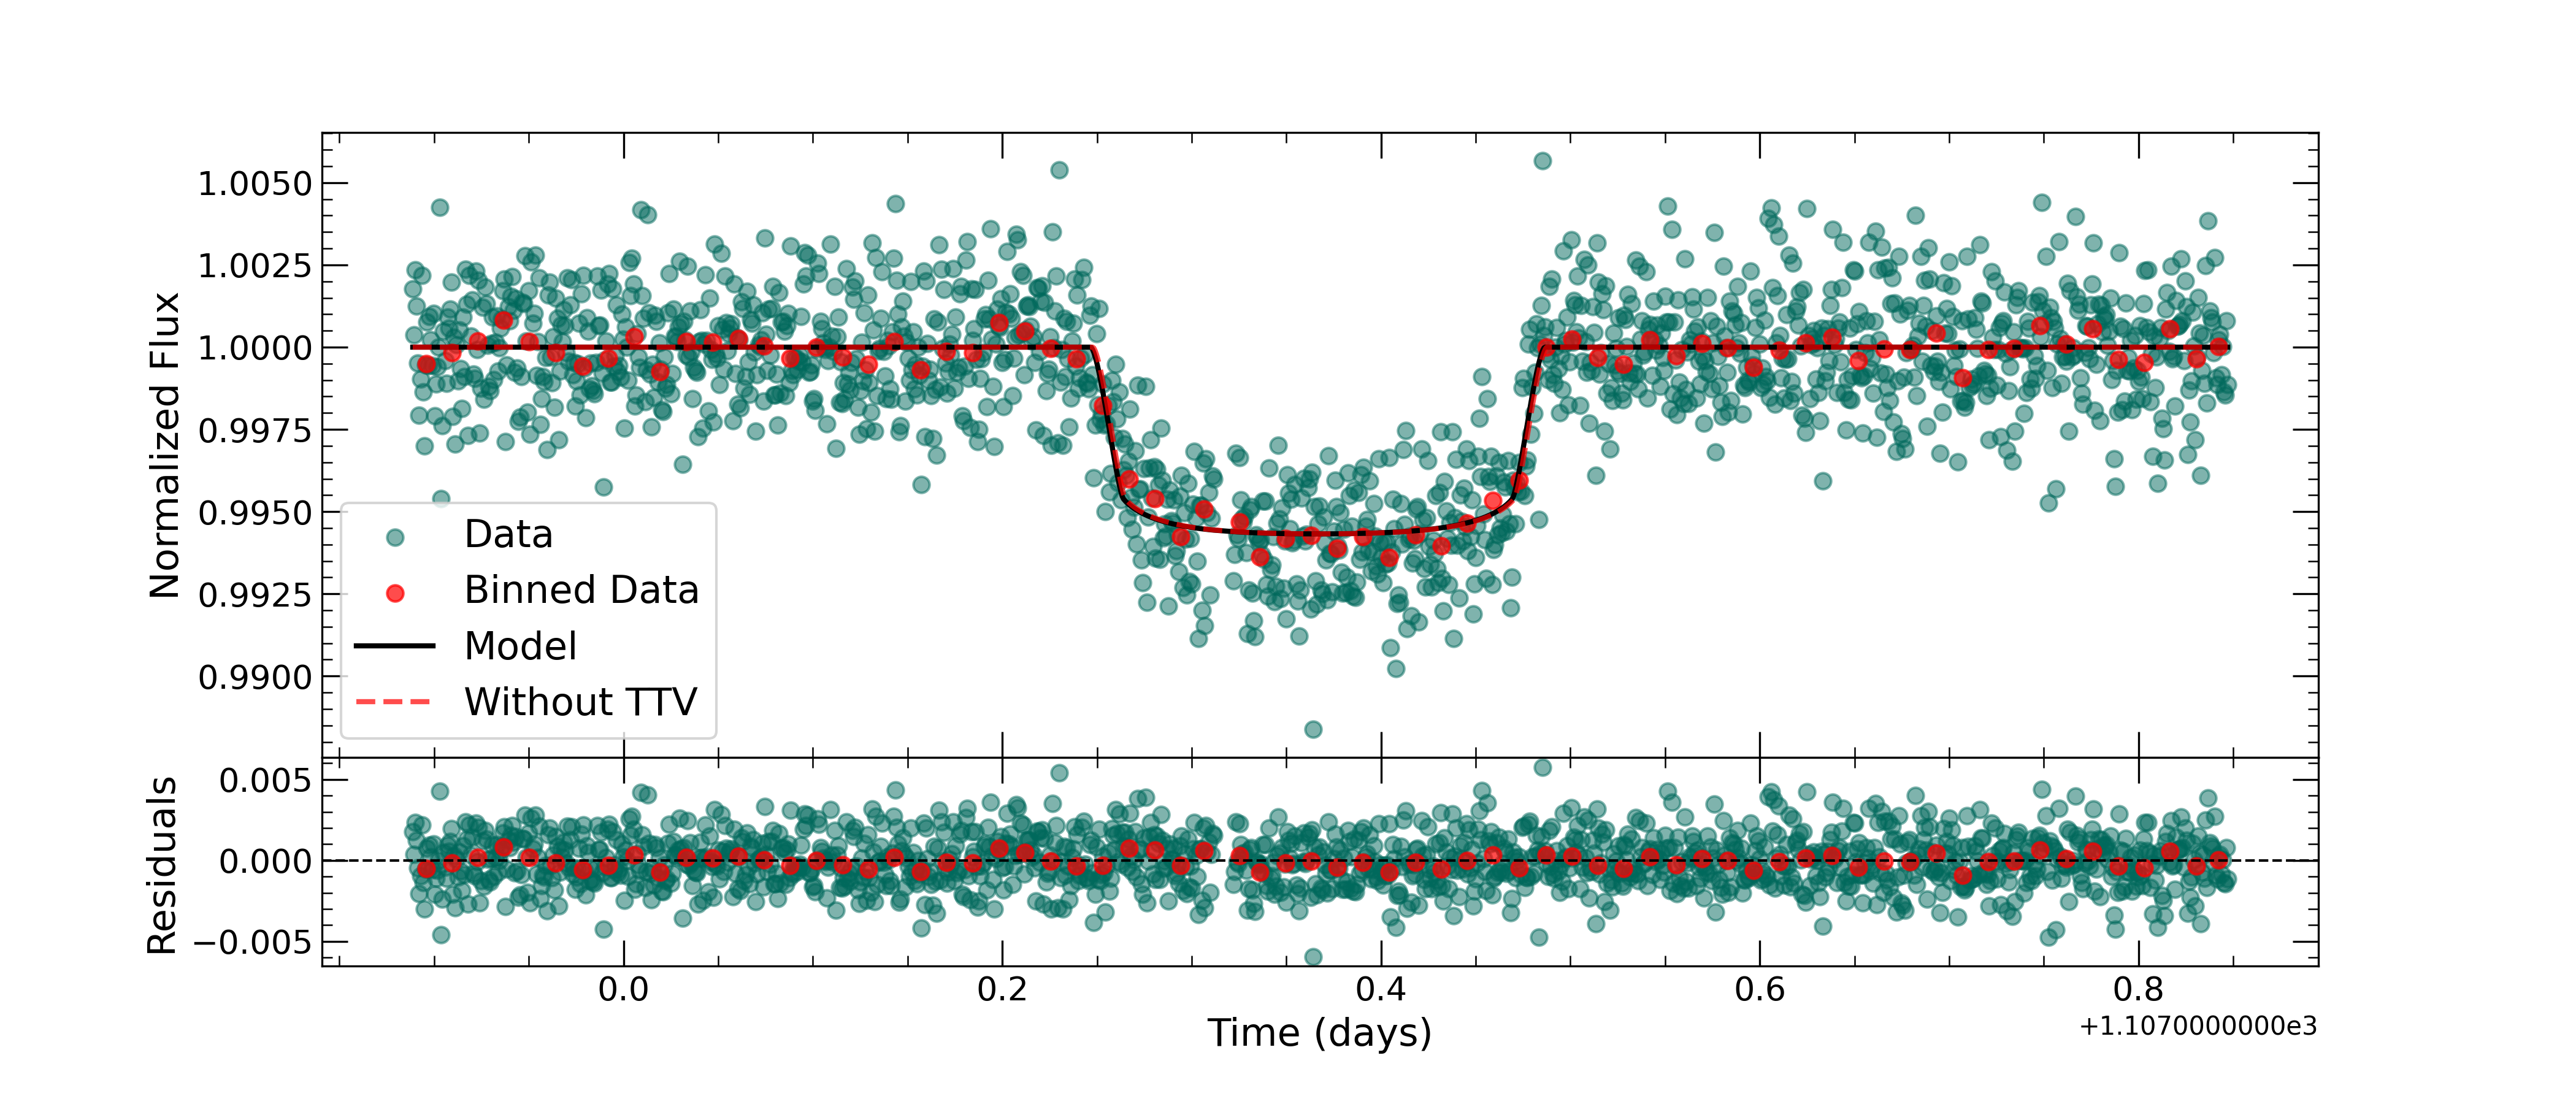 Normalized Flux
1.0050
1.0025
1.0000
0.9975
0.9950
0.9925
0.9900
Data
Binned Data
Model
Without TTV
Residuals
0.005
0.000
−0.005
0.0 0.2 0.4 0.6 0.8
Time (days)
+1.1070000000e3